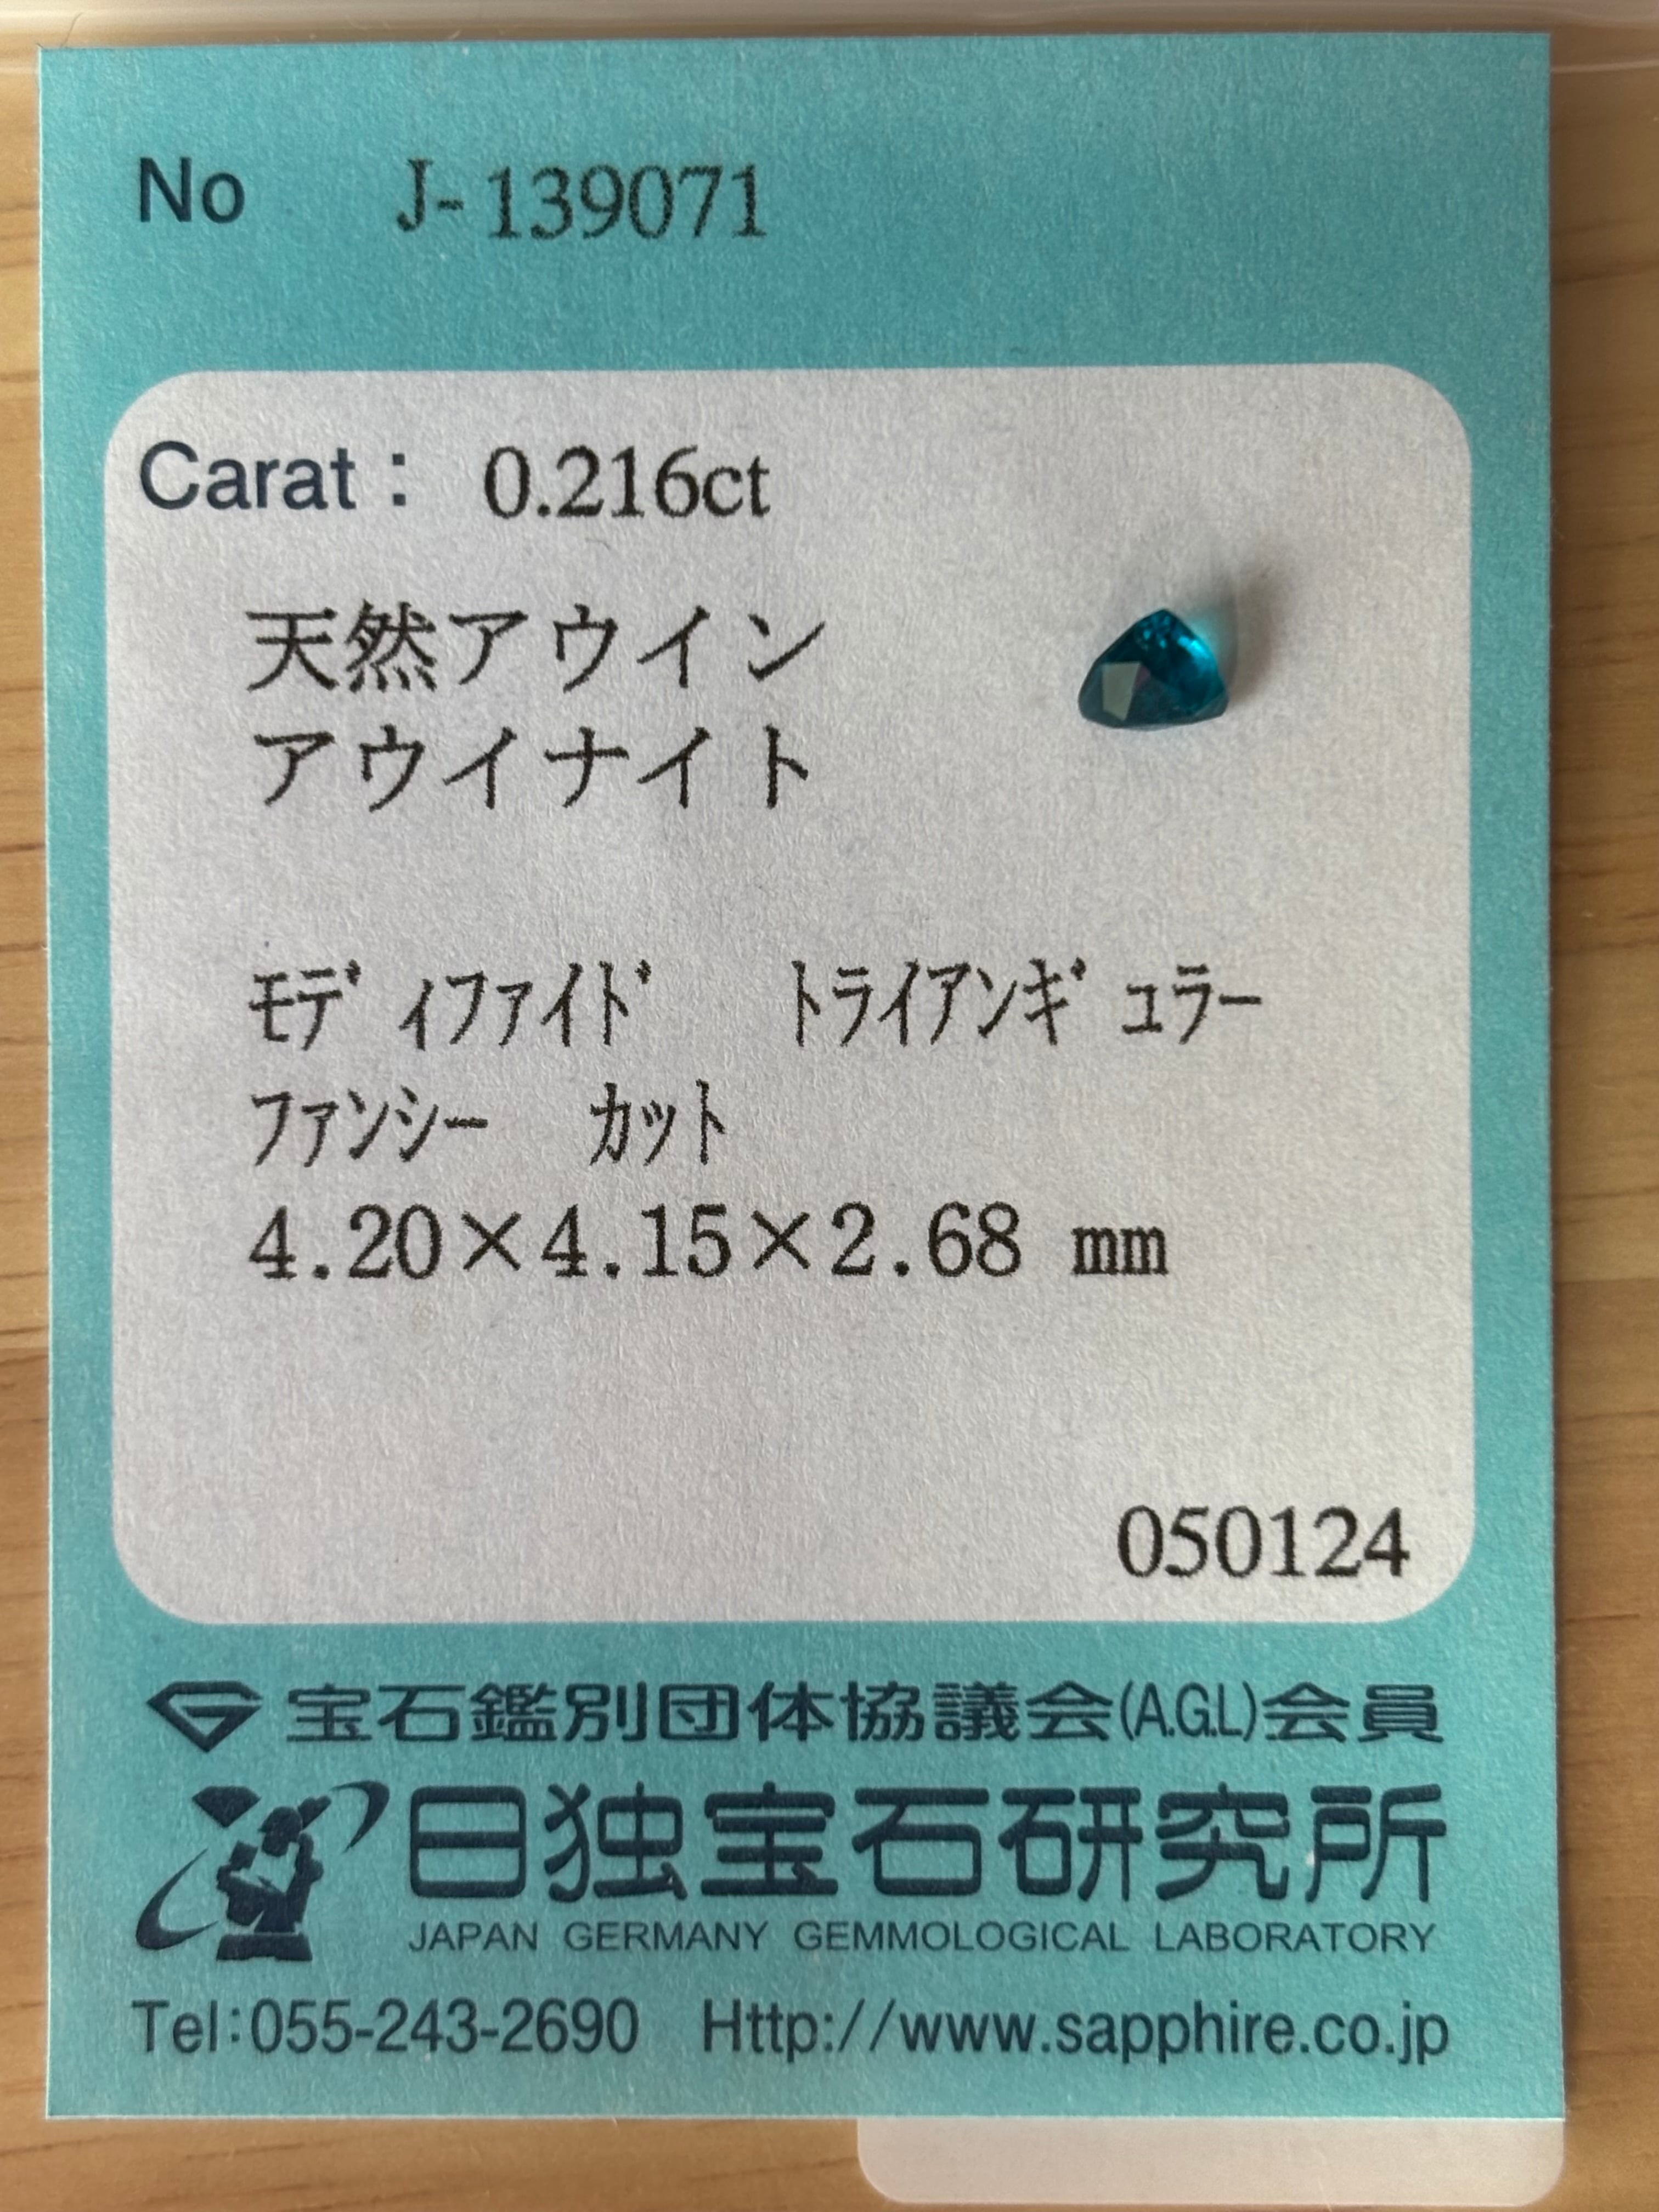 No J-139071
Carat : 0.216ct
天然アウイン
アウイナイト
ﾓﾃﾞｨﾌｧｲﾄﾞ ﾄﾗｲｱﾝｷﾞｭﾗｰ
ﾌｧﾝｼｰ ｶｯﾄ
4.20×4.15×2.68 mm
050124
宝石鑑別団体協議会(A.G.L)会員
日独宝石研究所
JAPAN GERMANY GEMMOLOGICAL LABORATORY
Tel:055-243-2690 Http://www.sapphire.co.jp